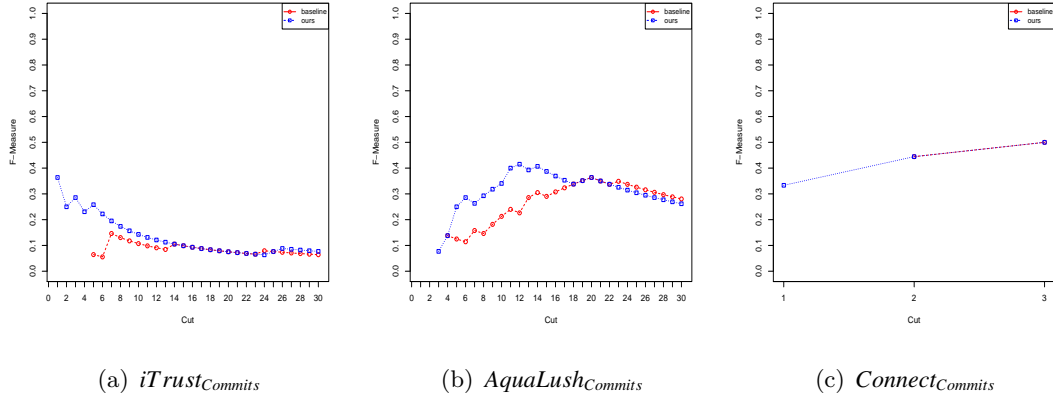 baseline
ours
F−Measure
1.0
0.9
0.8
0.7
0.6
0.5
0.4
0.3
0.2
0.1
0.0
0 2 4 6 8 10 12 14 16 18 20 22 24 26 28 30
Cut
(a) iTrustCommits
baseline
ours
F−Measure
1.0
0.9
0.8
0.7
0.6
0.5
0.4
0.3
0.2
0.1
0.0
0 2 4 6 8 10 12 14 16 18 20 22 24 26 28 30
Cut
(b) AquaLushCommits
baseline
ours
F−Measure
1.0
0.9
0.8
0.7
0.6
0.5
0.4
0.3
0.2
0.1
0.0
1 2 3
Cut
(c) ConnectCommits